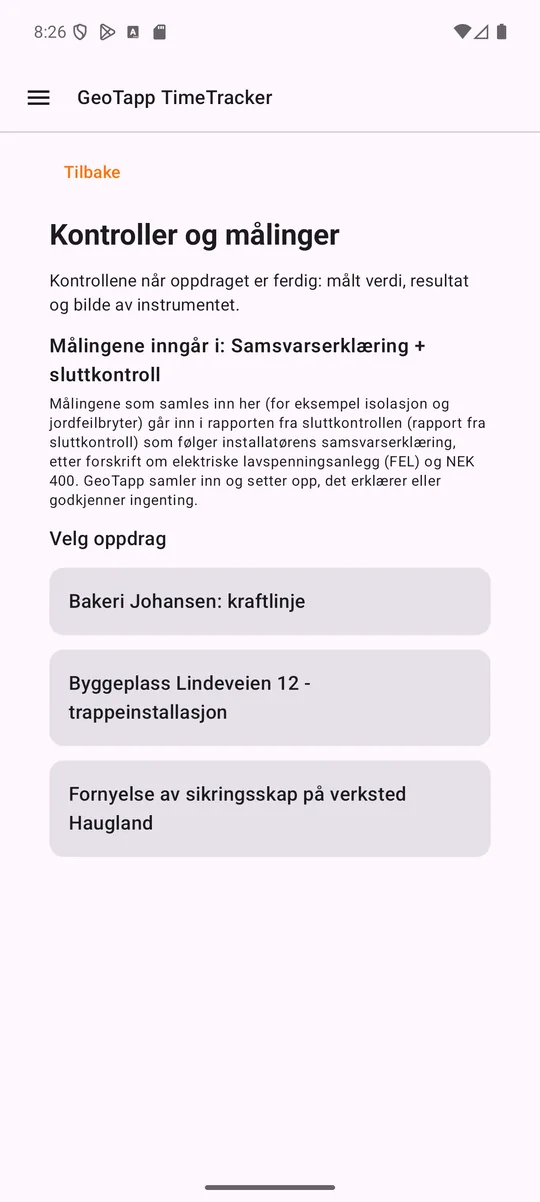 8:26
GeoTapp TimeTracker
Tilbake
Kontroller og målinger
Kontrollene når oppdraget er ferdig: målt verdi, resultat
og bilde av instrumentet.
Målingene inngår i: Samsvarserklæring +
sluttkontroll
Målingene som samles inn her (for eksempel isolasjon og
jordfeilbryter) går inn i rapporten fra sluttkontrollen (rapport fra
sluttkontroll) som følger installatørens samsvarserklæring,
etter forskrift om elektriske lavspenningsanlegg (FEL) og NEK
400. GeoTapp samler inn og setter opp, det erklærer eller
godkjenner ingenting.
Velg oppdrag
Bakeri Johansen: kraftlinje
Byggeplass Lindeveien 12 -
trappeinstallasjon
Fornyelse av sikringsskap på verksted
Haugland